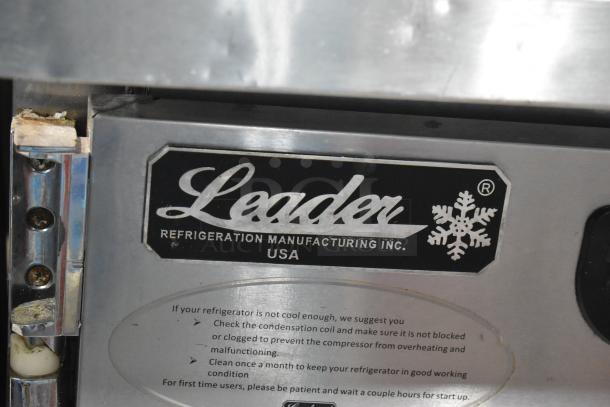 Leader
®
REFRIGERATION MANUFACTURING INC.
USA
If your refrigerator is not cool enough, we suggest you
➤ Check the condensation coil and make sure it is not blocked
or clogged to prevent the compressor from overheating and
malfunctioning.
➤ Clean once a month to keep your refrigerator in good working
condition
For first time users, please be patient and wait a couple hours for start up.